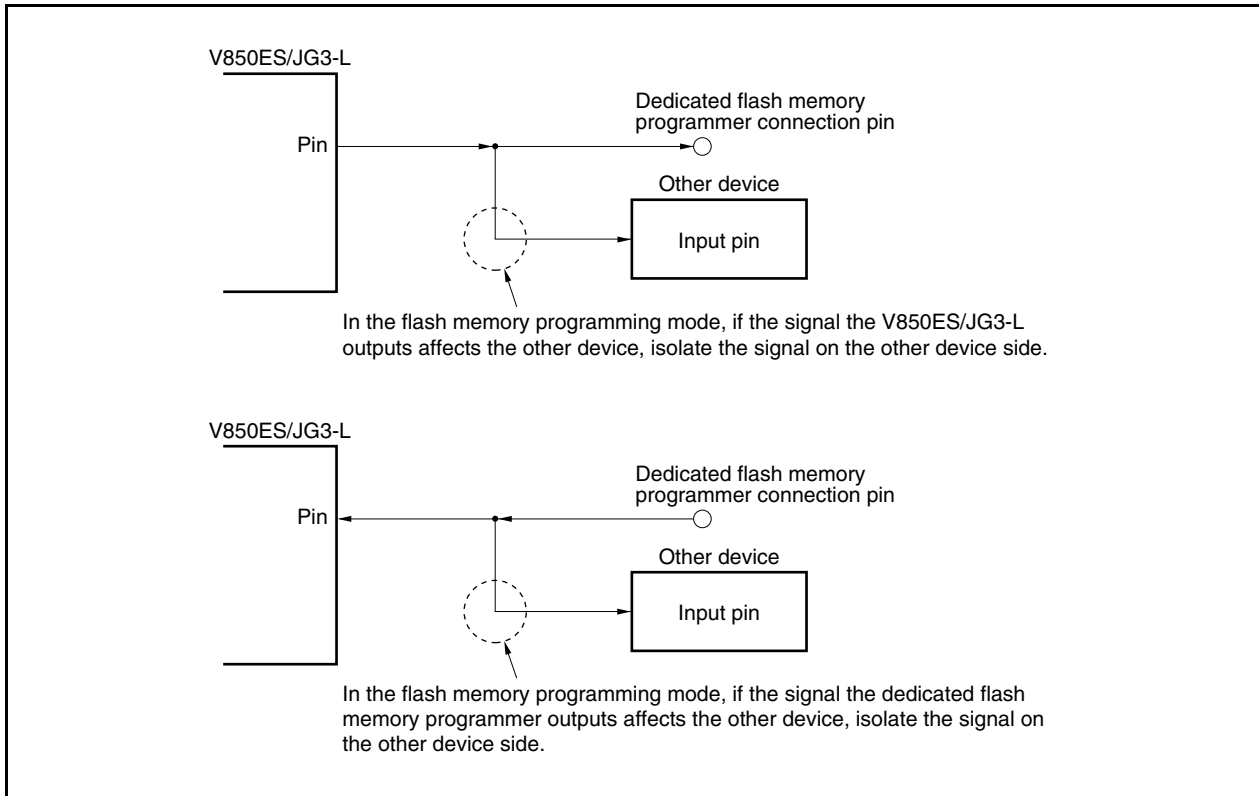 V850ES/JG3-L
Dedicated flash memory
programmer connection pin
Pin
Other device
Input pin
In the flash memory programming mode, if the signal the V850ES/JG3-L
outputs affects the other device, isolate the signal on the other device side.
V850ES/JG3-L
Dedicated flash memory
programmer connection pin
Pin
Other device
Input pin
In the flash memory programming mode, if the signal the dedicated flash
memory programmer outputs affects the other device, isolate the signal on
the other device side.